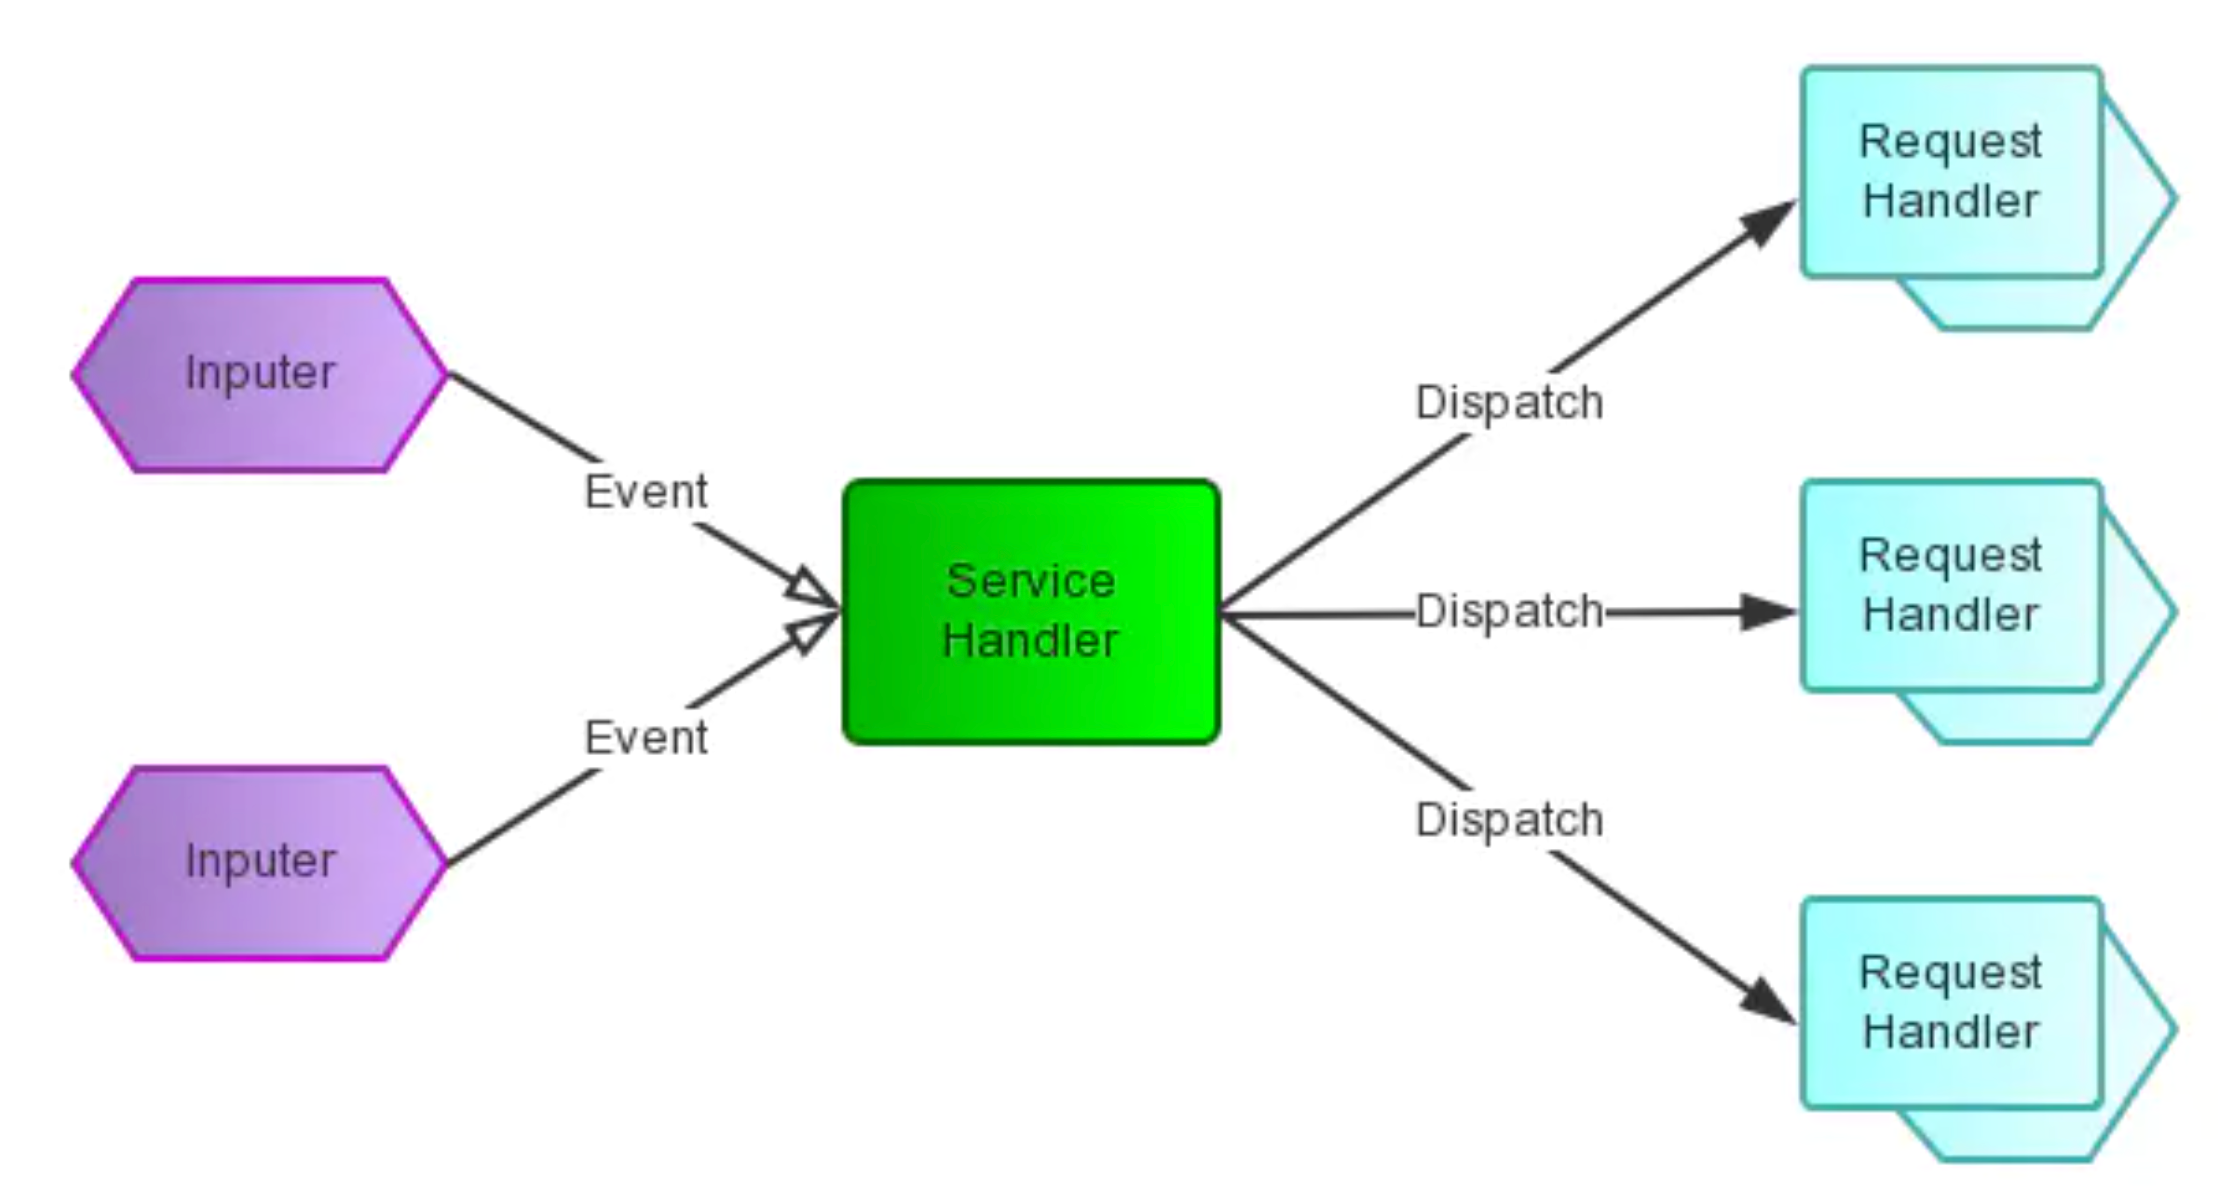 Request
Handler
Inputer
Dispatch
Event
Service
Handler
Request
Handler
Dispatch
Event
Dispatch
Inputer
Request
Handler